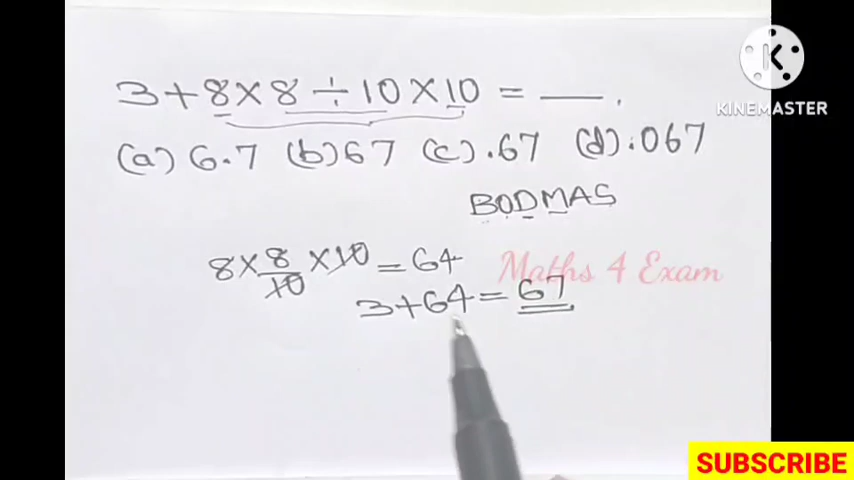 3+8×8÷10×10 = ___ .
KINEMASTER
(a) 6.7 (b) 67 (c) .67 (d) .067
BODMAS
8×8/10×10 = 64
Maths 4 Exam
3+64 = 67
SUBSCRIBE